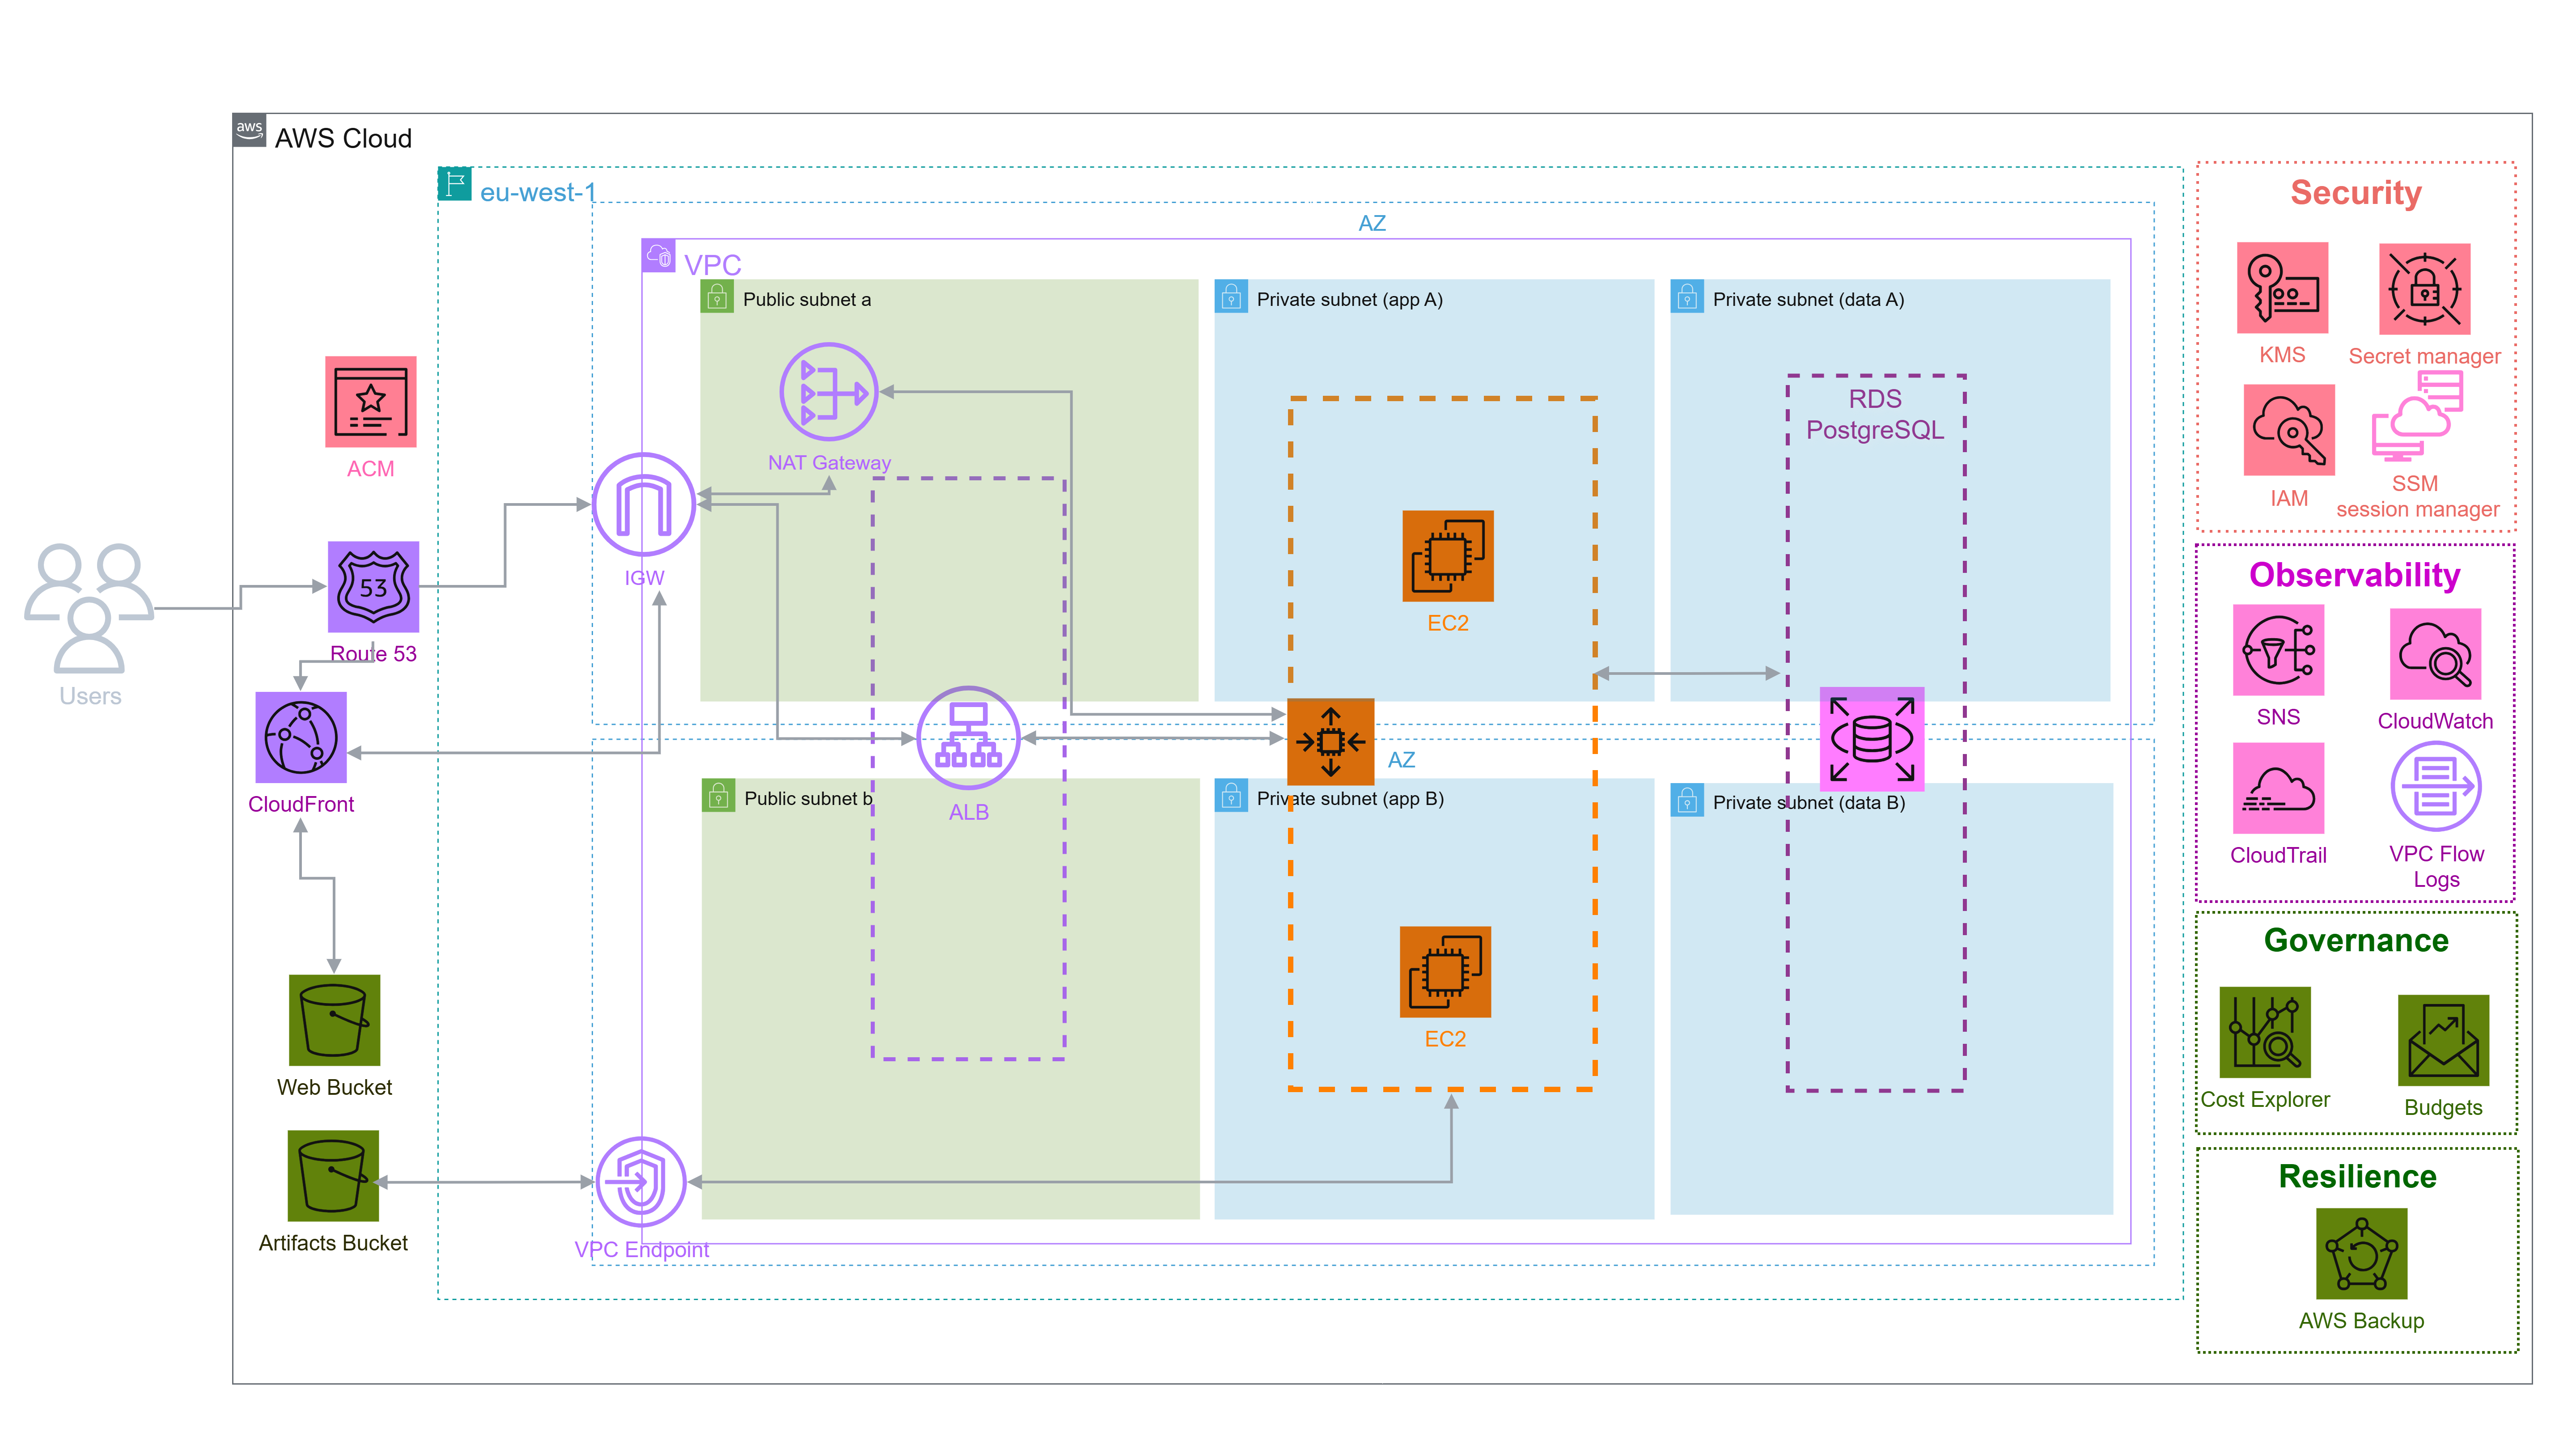 aws
AWS Cloud
eu-west-1
AZ
VPC
Public subnet a
Private subnet (app A)
Private subnet (data A)
NAT Gateway
ACM
IGW
53
Route 53
Users
CloudFront
EC2
RDS
PostgreSQL
ALB
AZ
Public subnet b
Private subnet (app B)
Private subnet (data B)
EC2
Web Bucket
Artifacts Bucket
VPC Endpoint
Security
KMS
Secret manager
IAM
SSM
session manager
Observability
SNS
CloudWatch
CloudTrail
VPC Flow
Logs
Governance
Cost Explorer
Budgets
Resilience
AWS Backup